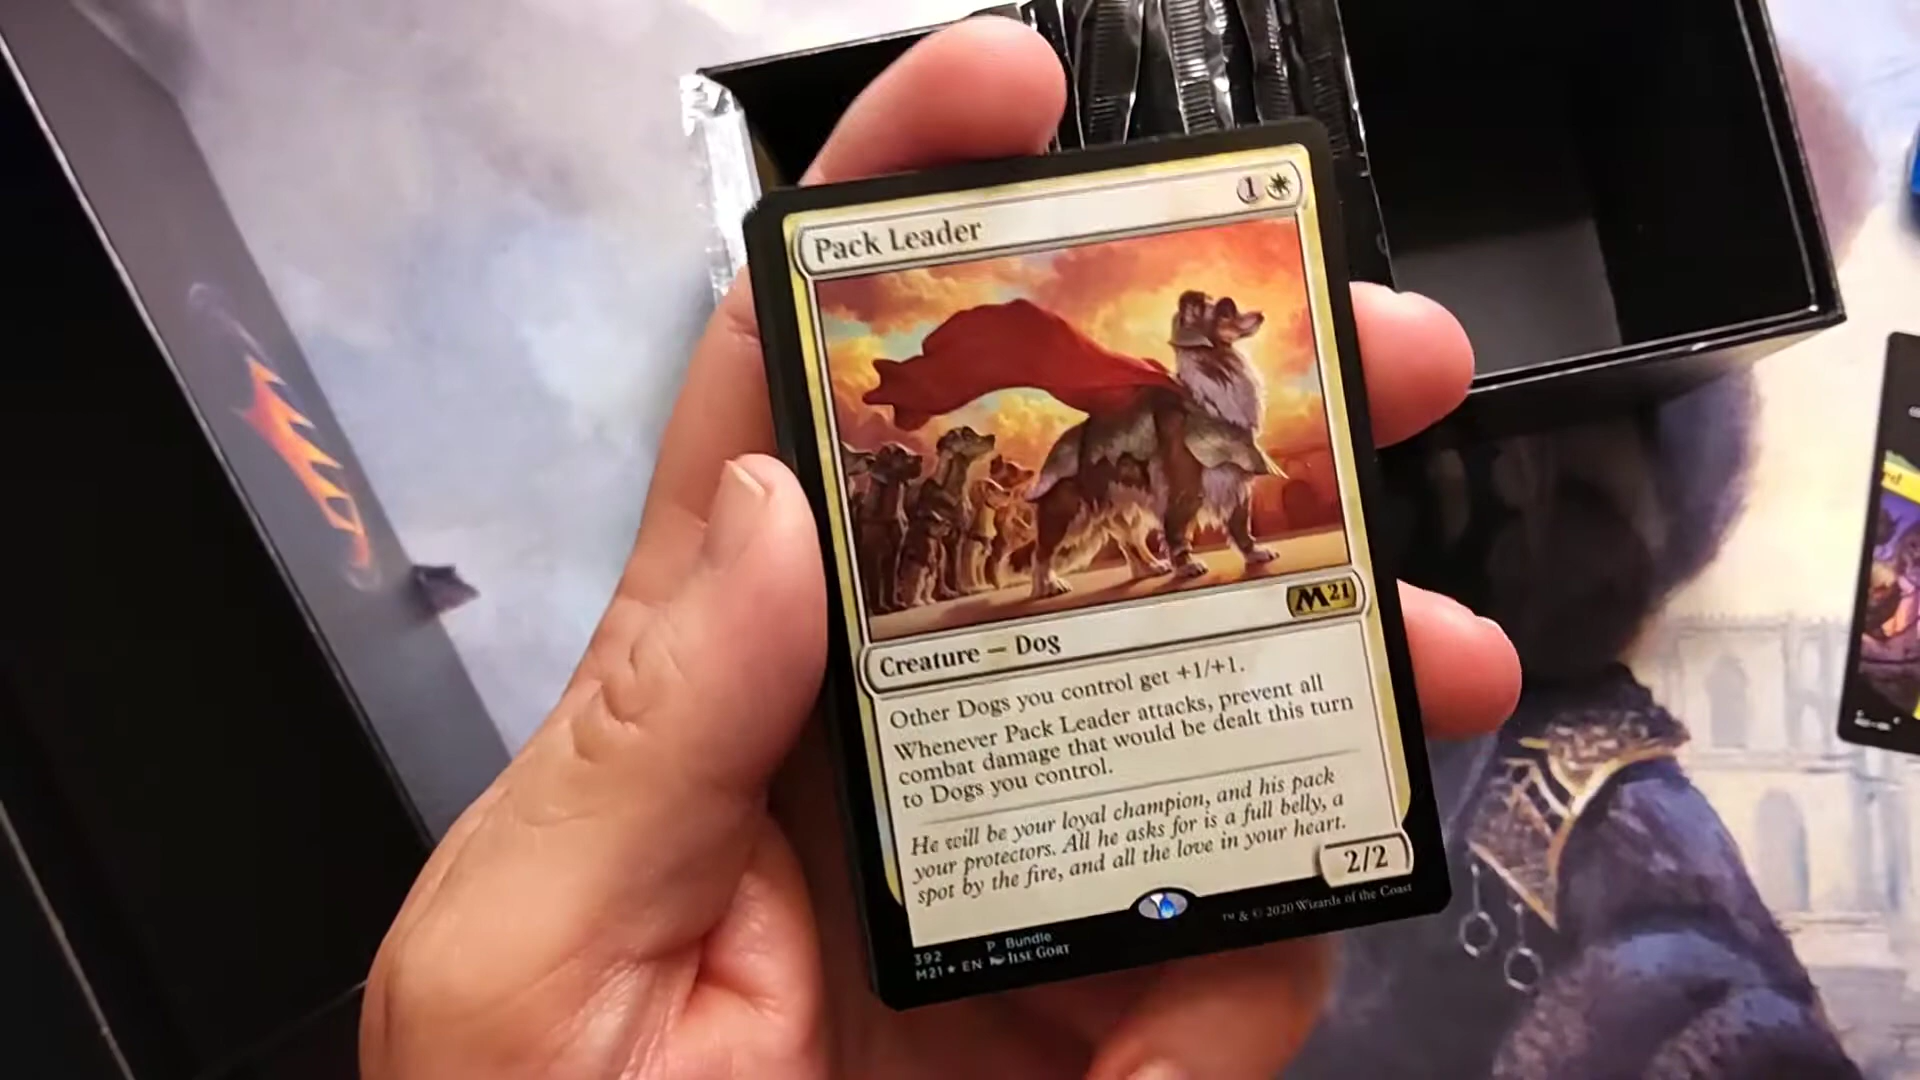 Pack Leader
1
M21
Creature — Dog
Other Dogs you control get +1/+1.
Whenever Pack Leader attacks, prevent all
combat damage that would be dealt this turn
to Dogs you control.
He will be your loyal champion, and his pack
your protectors. All he asks for is a full belly, a
spot by the fire, and all the love in your heart.
2/2
392 P Bundle
M21 ★ EN ILSE GORT
™ & © 2020 Wizards of the Coast